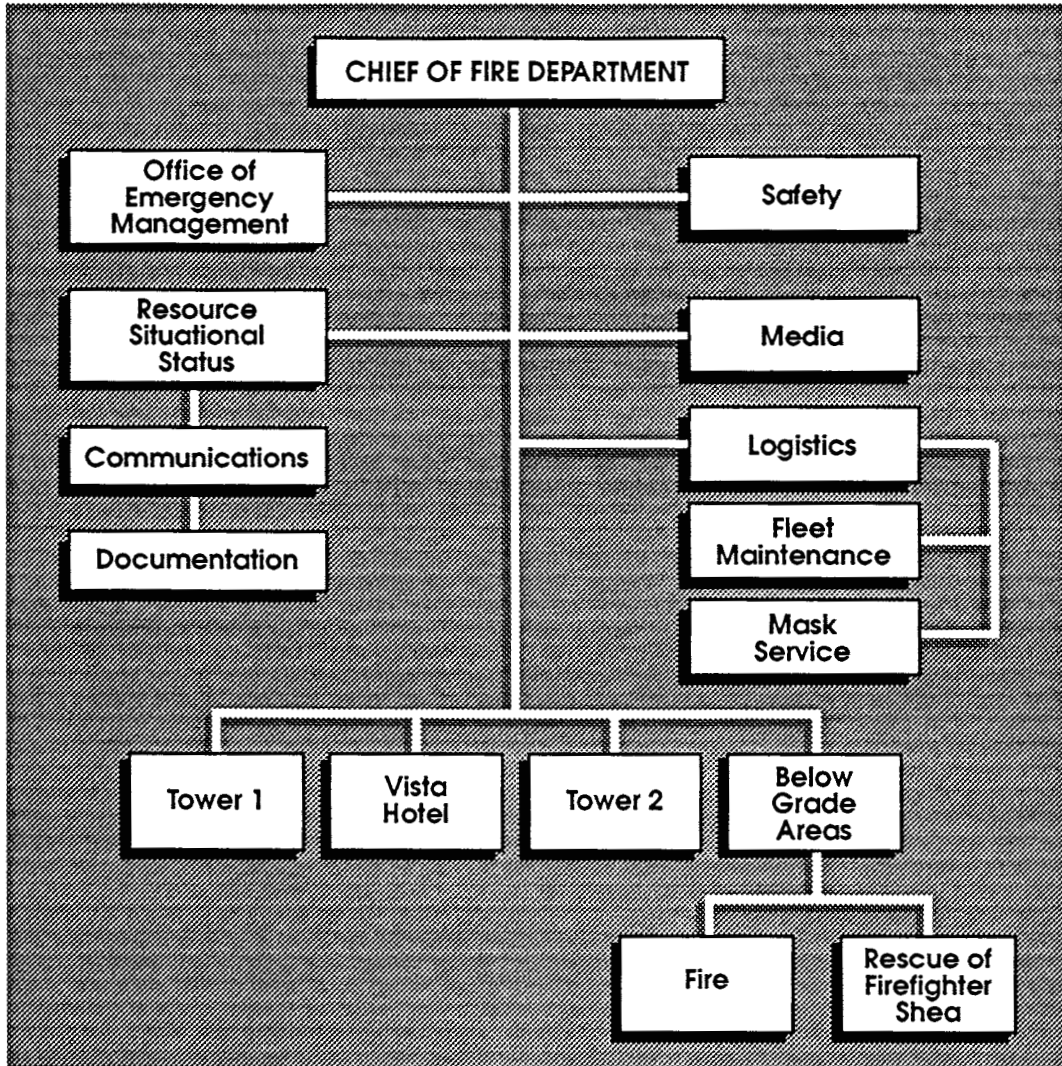 CHIEF OF FIRE DEPARTMENT
Office of
Emergency
Management
Safety
Resource
Situational
Status
Media
Communications
Logistics
Documentation
Fleet
Maintenance
Mask
Service
Tower 1
Vista
Hotel
Tower 2
Below
Grade
Areas
Fire
Rescue of
Firefighter
Shea